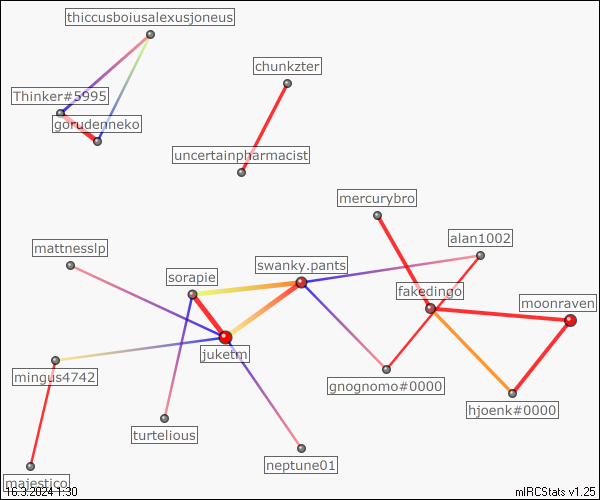 thiccusboiusalexusjoneus
chunkzter
Thinker#5995
gorudenneko
uncertainpharmacist
mercurybro
alan1002
mattnesslp
swanky.pants
sorapie
fakedingo
moonraven
juketm
mingus4742
gnognomo#0000
hjoenk#0000
turtelious
neptune01
majestico
16.3.2024 1:30
mIRCStats v1.25